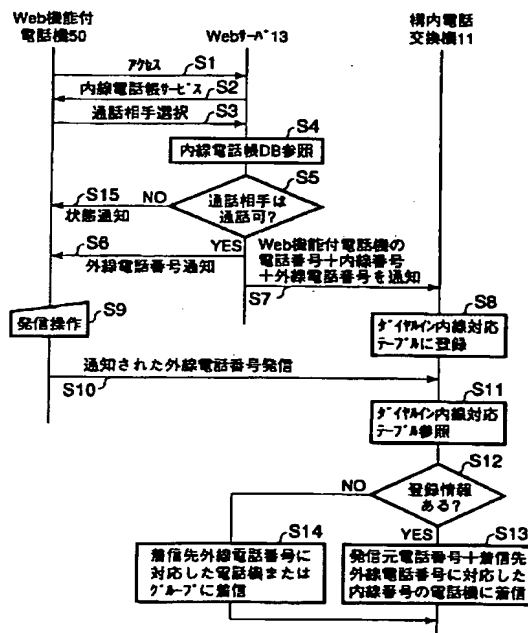 Web機能付
電話機50
Webサーバ13
構内電話
交換機11
アクセス
S1
内線電話帳サービス
S2
通話相手選択
S3
S4
内線電話帳DB参照
S5
通話相手は
通話可?
S15
NO
状態通知
S6
YES
外線電話番号通知
Web機能付電話機の
電話番号+内線番号
+外線電話番号を通知
S7
S8
ダイヤルイン内線対応
テーブルに登録
S9
発信操作
通知された外線電話番号発信
S10
S11
ダイヤルイン内線対応
テーブル参照
S12
登録情報
ある?
NO
YES
S14
着信先外線電話番号に
対応した電話機または
グループに着信
S13
発信元電話番号+着信先
外線電話番号に対応した
内線番号の電話機に着信